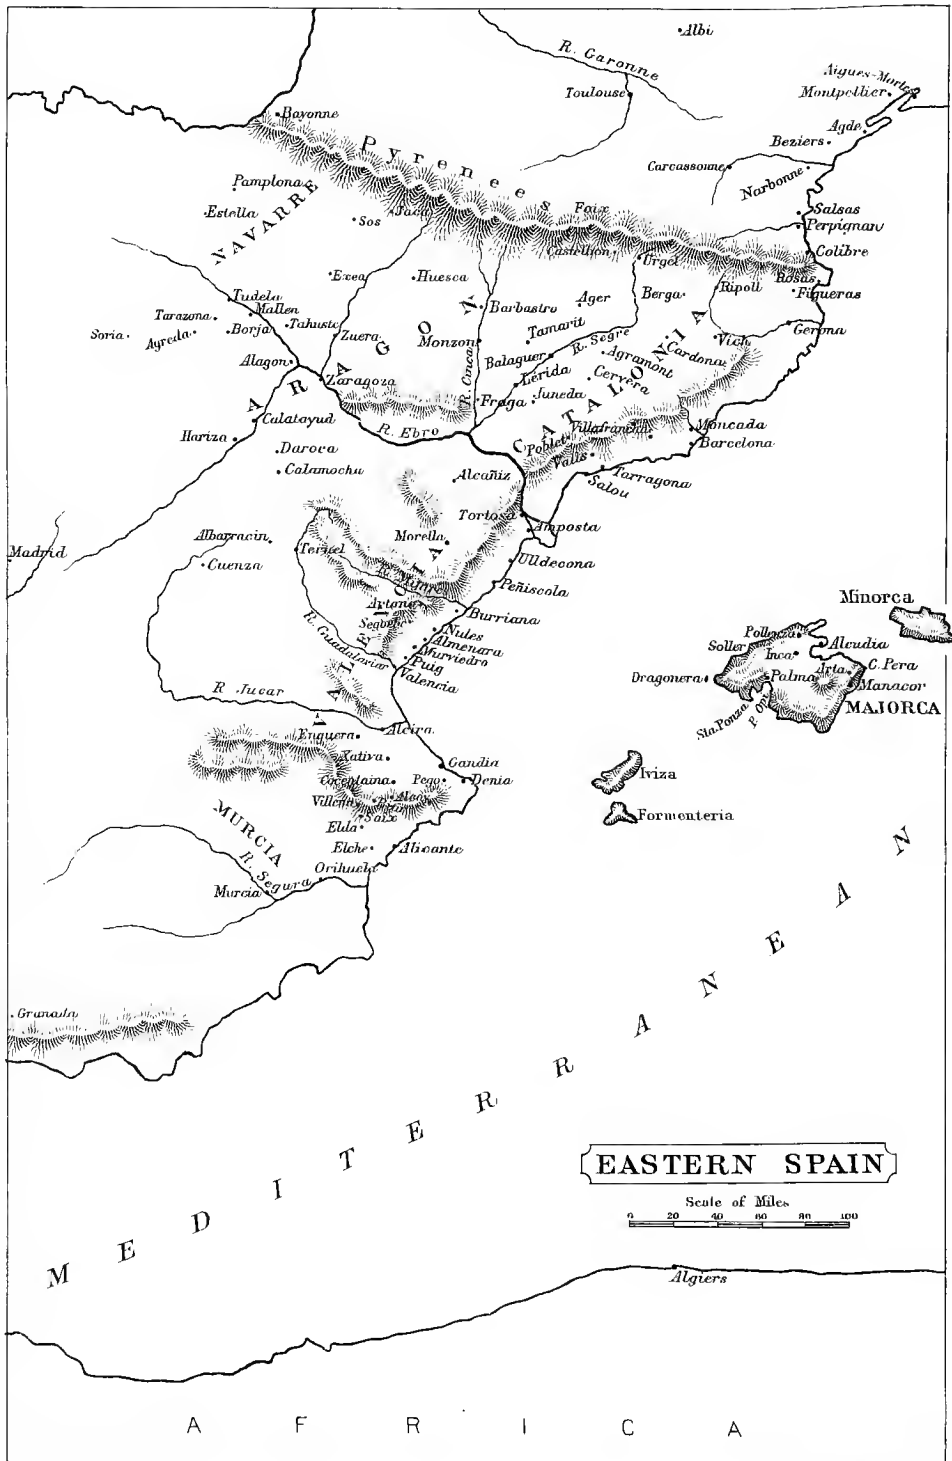 Albi
R. Garonne
Aigues-Mortes
Toulouse
Montpellier
Agde
Beziers
Bayonne
Pyrenees
Carcassonne
Narbonne
Pamplona
NAVARRE
Estella
Sos
Jaca
Foix
Salsas
Perpignan
Castellon
Urgel
Colibre
Exea
Huesca
Rosas
Figueras
Ripoll
Berga
Ager
Barbastro
Tudela
Mallen
Tarazona
Tahuste
Soria
Ayreda
Borja
Zuera
Monzon
Tamarit
R. Segre
Gerona
Vich
Cardona
Agramont
Balaguer
Alagon
ARAGON
R. Cinca
Lérida
Cervera
CATALONIA
Zaragoza
Fraga
Juneda
Calatayud
R. Ebro
Poblet
Villafranca
Moncada
Barcelona
Hariza
Daroca
Valls
Calamocha
Alcañiz
Tarragona
Salou
Tortosa
Amposta
Albarracin
Morella
Madrid
Teruel
Cuenza
Ulldecona
Peñiscola
R. Mijares
Artona
Burriana
Segbe
R. Guadalaviar
Nules
Almenara
Murviedro
Puig
Valencia
VALENCIA
Minorca
Pollenza
Soller
Alcudia
Inca
C. Pera
Arta
Dragonera
Palma
Manacor
Sta. Ponza
P. Opi
MAJORCA
R. Jucar
Alcira
Enguera
Xativa
Gandia
Iviza
Cocentaina
Pego
Denia
Villena
Alcoy
Saix
Formenteria
Elda
MURCIA
Elche
Alicante
R. Segura
Orihuela
Murcia
Granada
MEDITERRANEAN
EASTERN SPAIN
Scale of Miles
0 20 40 60 80 100
Algiers
AFRICA